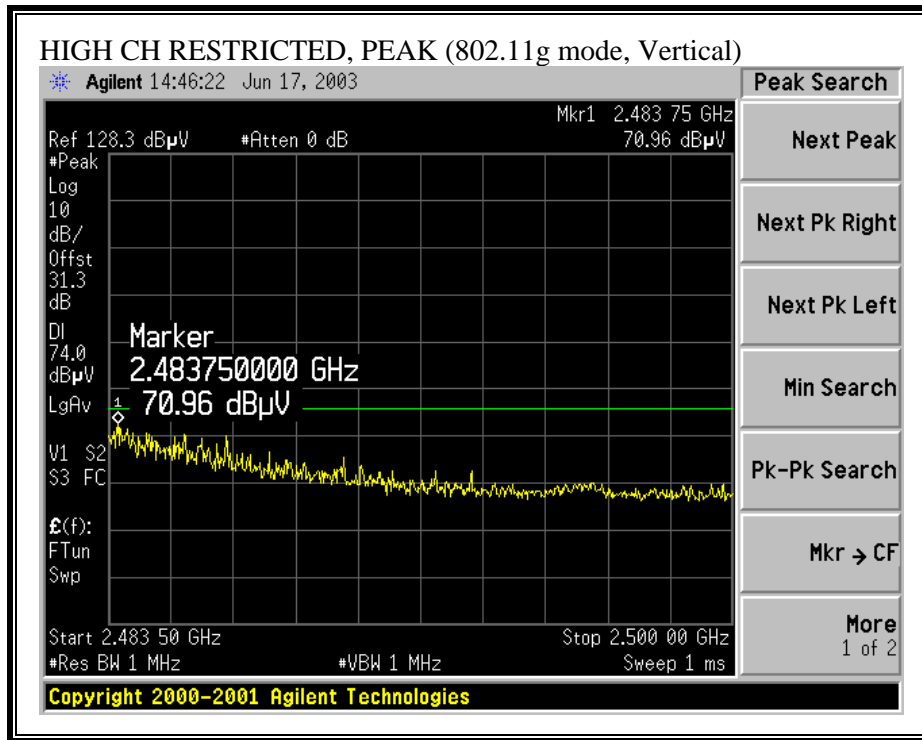 HIGH CH RESTRICTED, PEAK (802.11g mode, Vertical)
Agilent 14:46:22 Jun 17, 2003
Peak Search
Mkr1 2.483 75 GHz
Ref 128.3 dBµV #Atten 0 dB 70.96 dBµV
#Peak
Log
10
dB/
Offst
31.3
dB
DI
74.0
dBµV
LgAv
V1 S2
S3 FC
£(f):
FTun
Swp
Marker
2.483750000 GHz
70.96 dBµV
1
Start 2.483 50 GHz Stop 2.500 00 GHz
#Res BW 1 MHz #VBW 1 MHz Sweep 1 ms
Copyright 2000-2001 Agilent Technologies
Next Peak
Next Pk Right
Next Pk Left
Min Search
Pk-Pk Search
Mkr → CF
More
1 of 2